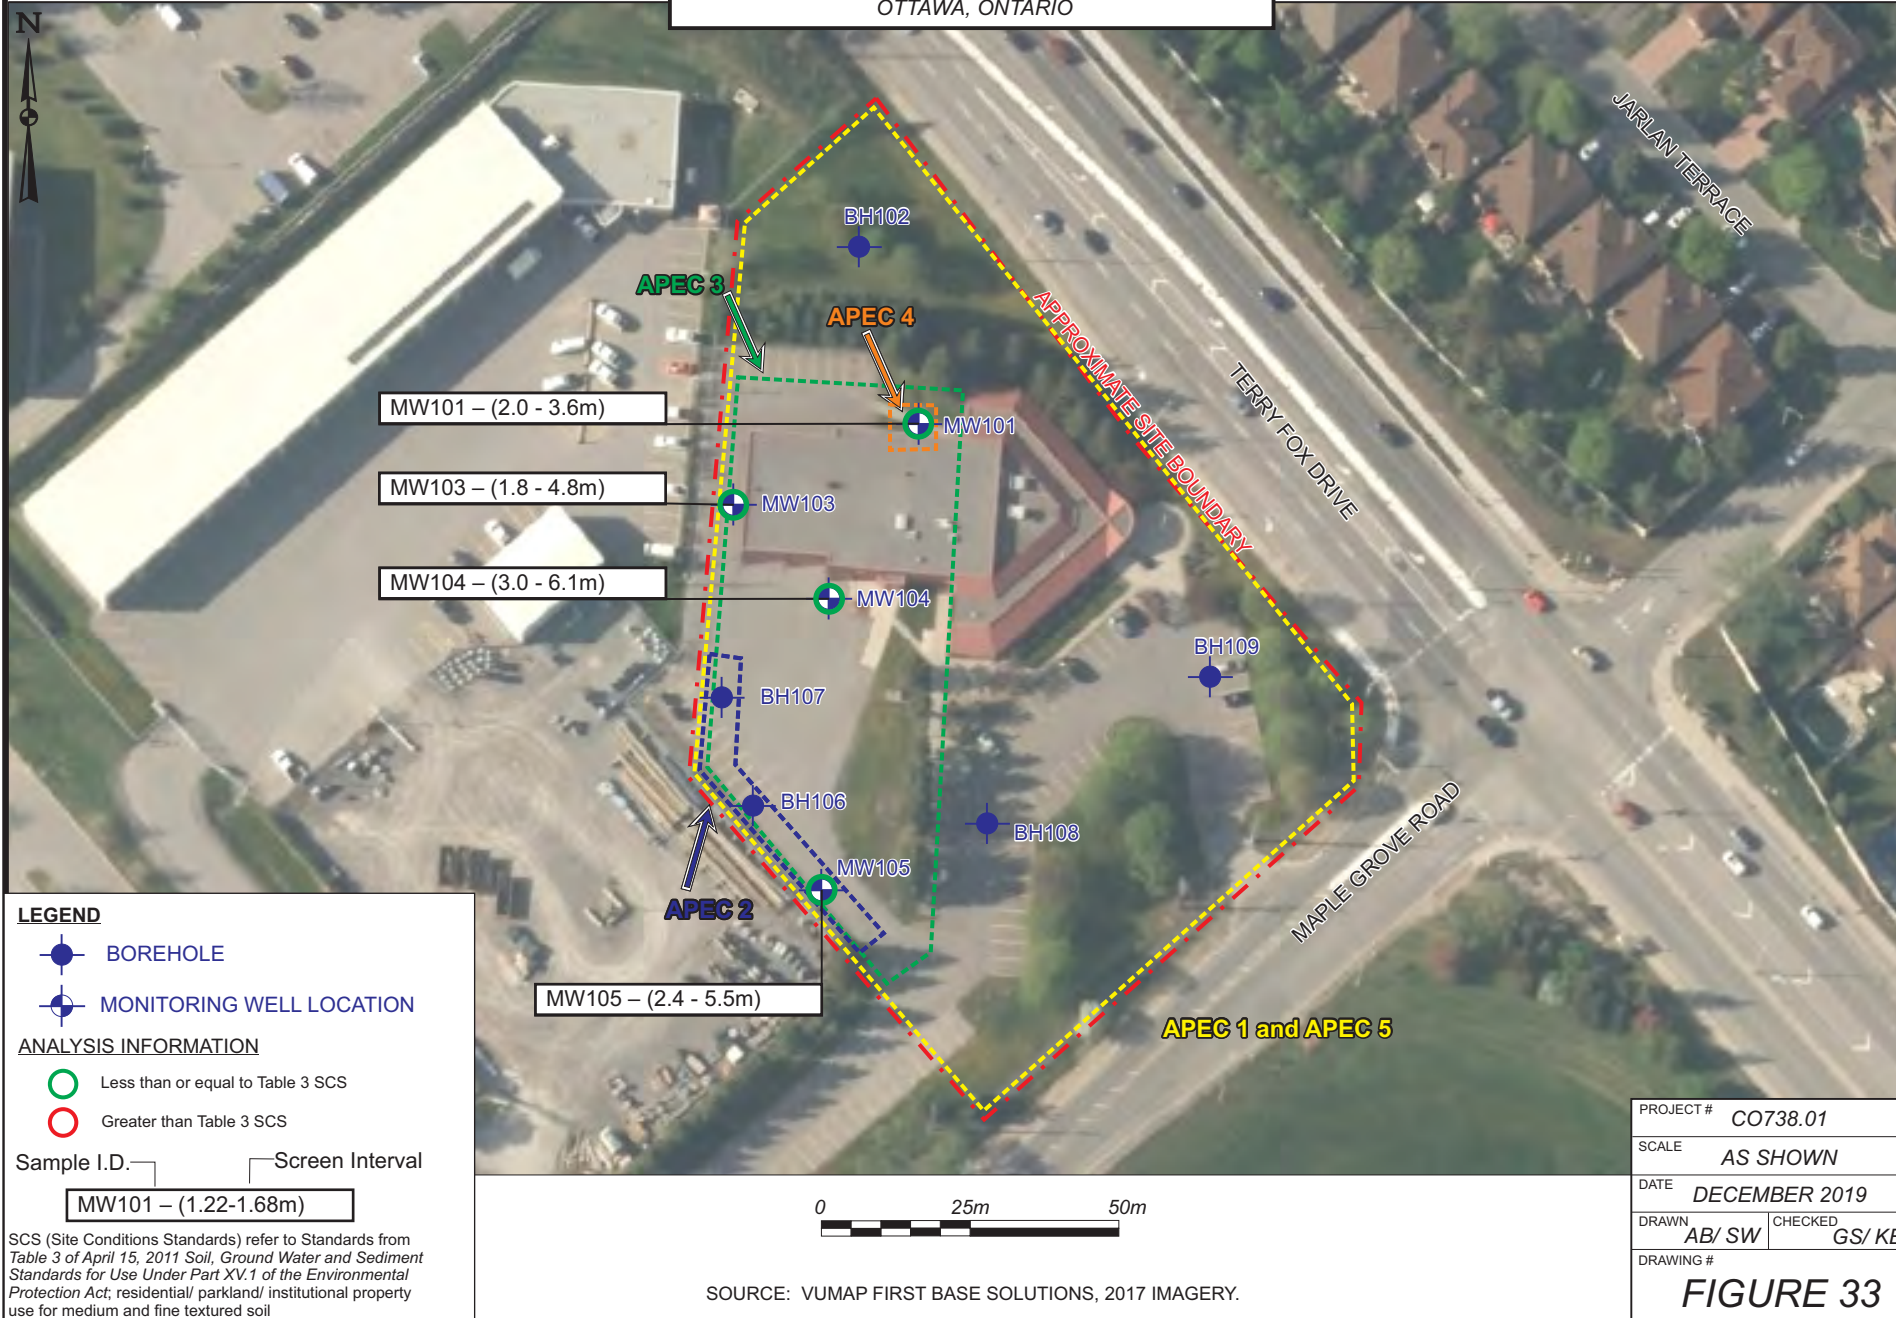 OTTAWA, ONTARIO
N
JARLAN TERRACE
BH102
APEC 3
APEC 4
APPROXIMATE SITE BOUNDARY
TERRY FOX DRIVE
MW101 – (2.0 - 3.6m)
MW101
MW103 – (1.8 - 4.8m)
MW103
MW104 – (3.0 - 6.1m)
MW104
BH109
BH107
BH106
BH108
MW105
APEC 2
MAPLE GROVE ROAD
MW105 – (2.4 - 5.5m)
APEC 1 and APEC 5
LEGEND
BOREHOLE
MONITORING WELL LOCATION
ANALYSIS INFORMATION
Less than or equal to Table 3 SCS
Greater than Table 3 SCS
Sample I.D.
Screen Interval
MW101 – (1.22-1.68m)
SCS (Site Conditions Standards) refer to Standards from
Table 3 of April 15, 2011 Soil, Ground Water and Sediment
Standards for Use Under Part XV.1 of the Environmental
Protection Act; residential/ parkland/ institutional property
use for medium and fine textured soil
0 25m 50m
SOURCE: VUMAP FIRST BASE SOLUTIONS, 2017 IMAGERY.
PROJECT # CO738.01
SCALE AS SHOWN
DATE DECEMBER 2019
DRAWN AB/ SW
CHECKED GS/
DRAWING #
FIGURE 33